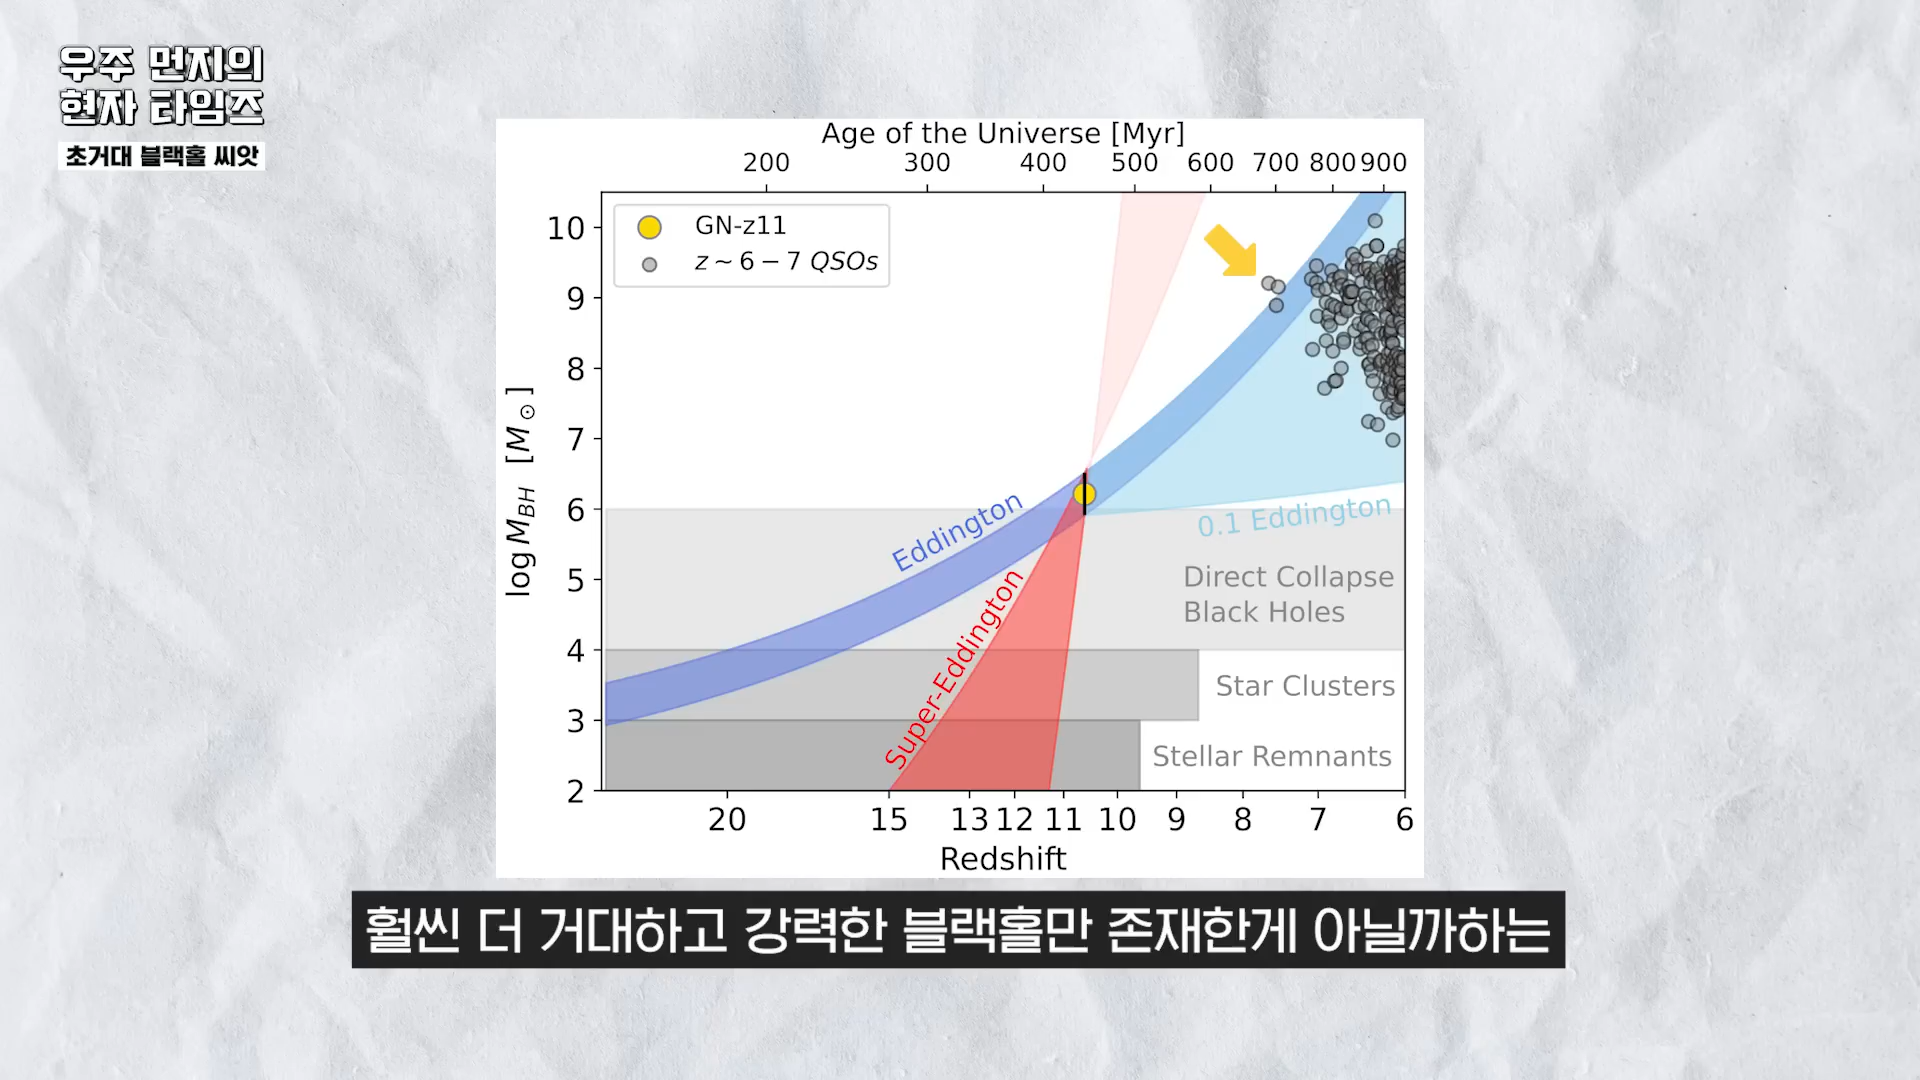 우주 먼지의
현자 타임즈
초거대 블랙홀 씨앗
Age of the Universe [Myr]
200 300 400 500 600 700 800 900
GN-z11
z ~ 6 − 7 QSOs
10
9
8
7
6
5
4
3
2
log M_BH [M_⊙]
Eddington
Super-Eddington
0.1 Eddington
Direct Collapse
Black Holes
Star Clusters
Stellar Remnants
20 15 13 12 11 10 9 8 7 6
Redshift
훨씬 더 거대하고 강력한 블랙홀만 존재한게 아닐까하는